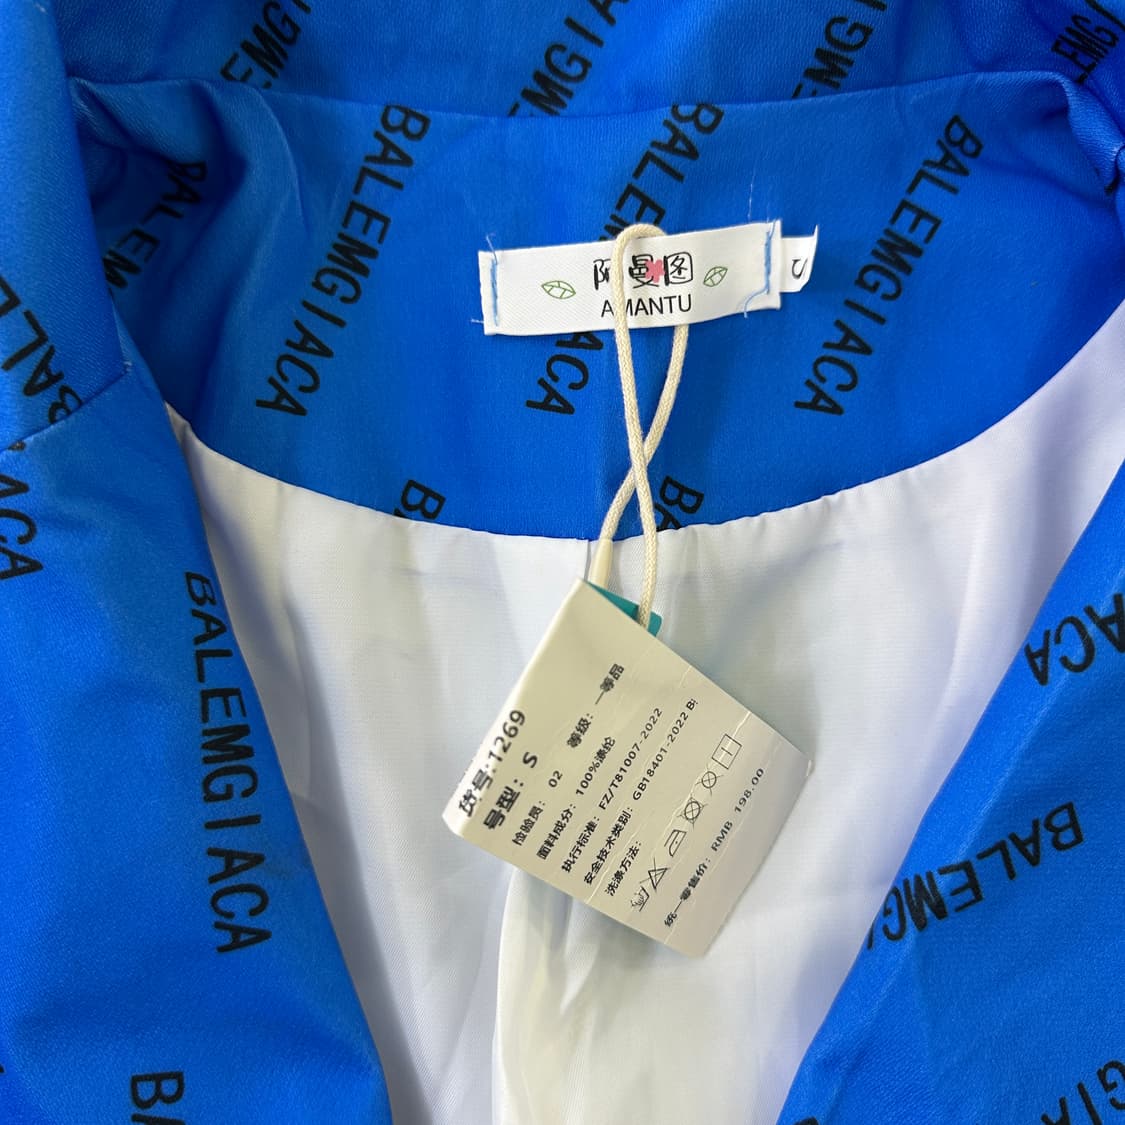 BALEMGIACA
BALEMGIACA
BALEMGIACA
BALEMGIACA
阿曼图
AMANTU
BALEMGIACA
BALEMGIACA
货号:1269
号型: S
检验员: 02 等级: 一等品
面料成分: 100%涤纶
执行标准: FZ/T81007-2022
安全技术类别: GB18401-2022 B
洗涤方法:
统一零售价: RMB 198.00